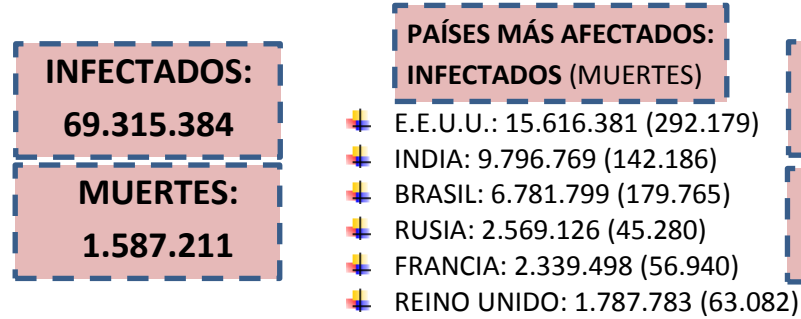 INFECTADOS:
69.315.384
MUERTES:
1.587.211
PAÍSES MÁS AFECTADOS:
INFECTADOS (MUERTES)
E.E.U.U.: 15.616.381 (292.179)
INDIA: 9.796.769 (142.186)
BRASIL: 6.781.799 (179.765)
RUSIA: 2.569.126 (45.280)
FRANCIA: 2.339.498 (56.940)
REINO UNIDO: 1.787.783 (63.082)